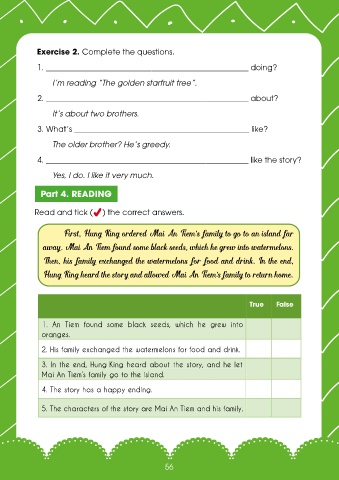 Exercise 2. Complete the questions.
1. ______________________________ doing?
I'm reading "The golden starfruit tree".
2. ______________________________ about?
It's about two brothers.
3. What's __________________________ like?
The older brother? He's greedy.
4. ______________________________ like the story?
Yes, I do. I like it very much.
Part 4. READING
Read and tick (✔) the correct answers.
First, Hung King ordered Mai An Tiem's family to go to an island far
away. Mai An Tiem found some black seeds, which he grew into watermelons.
Then, his family exchanged the watermelons for food and drink. In the end,
Hung King heard the story and allowed Mai An Tiem's family to return home.
True False
1. An Tiem found some black seeds, which he grew into
oranges.
2. His family exchanged the watermelons for food and drink.
3. In the end, Hung King heard about the story, and he let
Mai An Tiem's family go to the island.
4. The story has a happy ending.
5. The characters of the story are Mai An Tiem and his family.
56